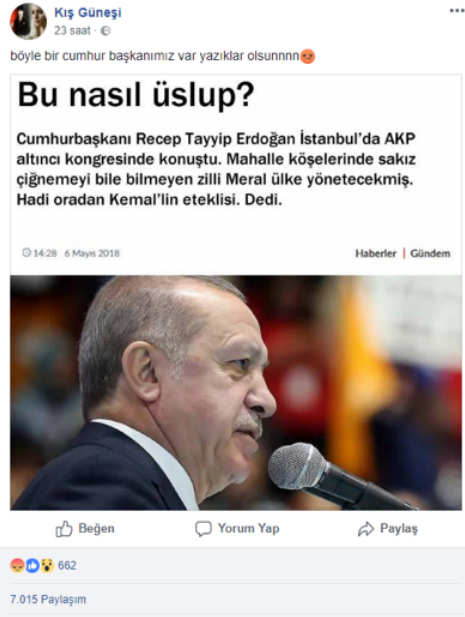 Kış Güneşi
23 saat ·
böyle bir cumhur başkanımız var yazıklar olsunnnn
Bu nasıl üslup?
Cumhurbaşkanı Recep Tayyip Erdoğan İstanbul'da AKP
altıncı kongresinde konuştu. Mahalle köşelerinde sakız
çiğnemeyi bile bilmeyen zilli Meral ülke yönetecekmiş.
Hadi oradan Kemal'lin eteklisi. Dedi.
14:28 6 Mayıs 2018
Haberler | Gündem
Beğen Yorum Yap Paylaş
662
7.015 Paylaşım